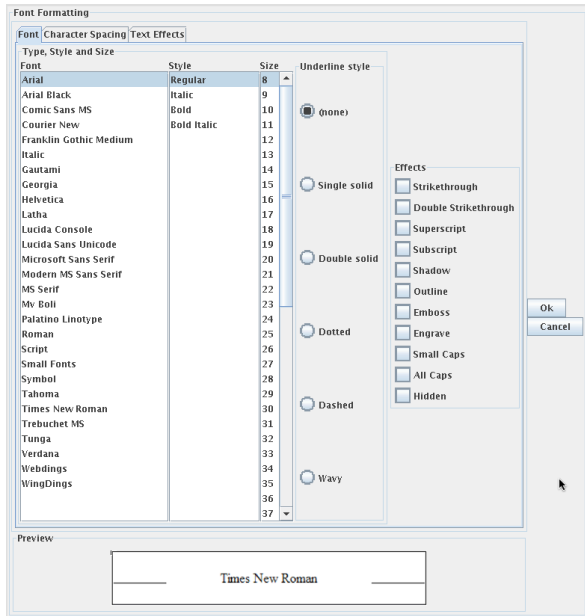 Font Formatting
Font Character Spacing Text Effects
Type, Style and Size
Font Style Size Underline style
Arial Regular 8
Arial Black Italic 9
Comic Sans MS Bold 10 (none)
Courier New Bold Italic 11
Franklin Gothic Medium 12
Italic 13
Gautami 14 Effects
Georgia 15 Single solid Strikethrough
Helvetica 16 Double Strikethrough
Latha 17
Lucida Console 18 Superscript
Lucida Sans Unicode 19 Subscript
Microsoft Sans Serif 20 Double solid
Modern MS Sans Serif 21 Shadow
MS Serif 22 Outline
Mv Boli 23 Emboss Ok
Palatino Linotype 24
Roman 25 Dotted Engrave Cancel
Script 26 Small Caps
Small Fonts 27
Symbol 28 All Caps
Tahoma 29 Hidden
Times New Roman 30 Dashed
Trebuchet MS 31
Tunga 32
Verdana 33
Webdings 34 Wavy
WingDings 35
36
37
Preview
Times New Roman